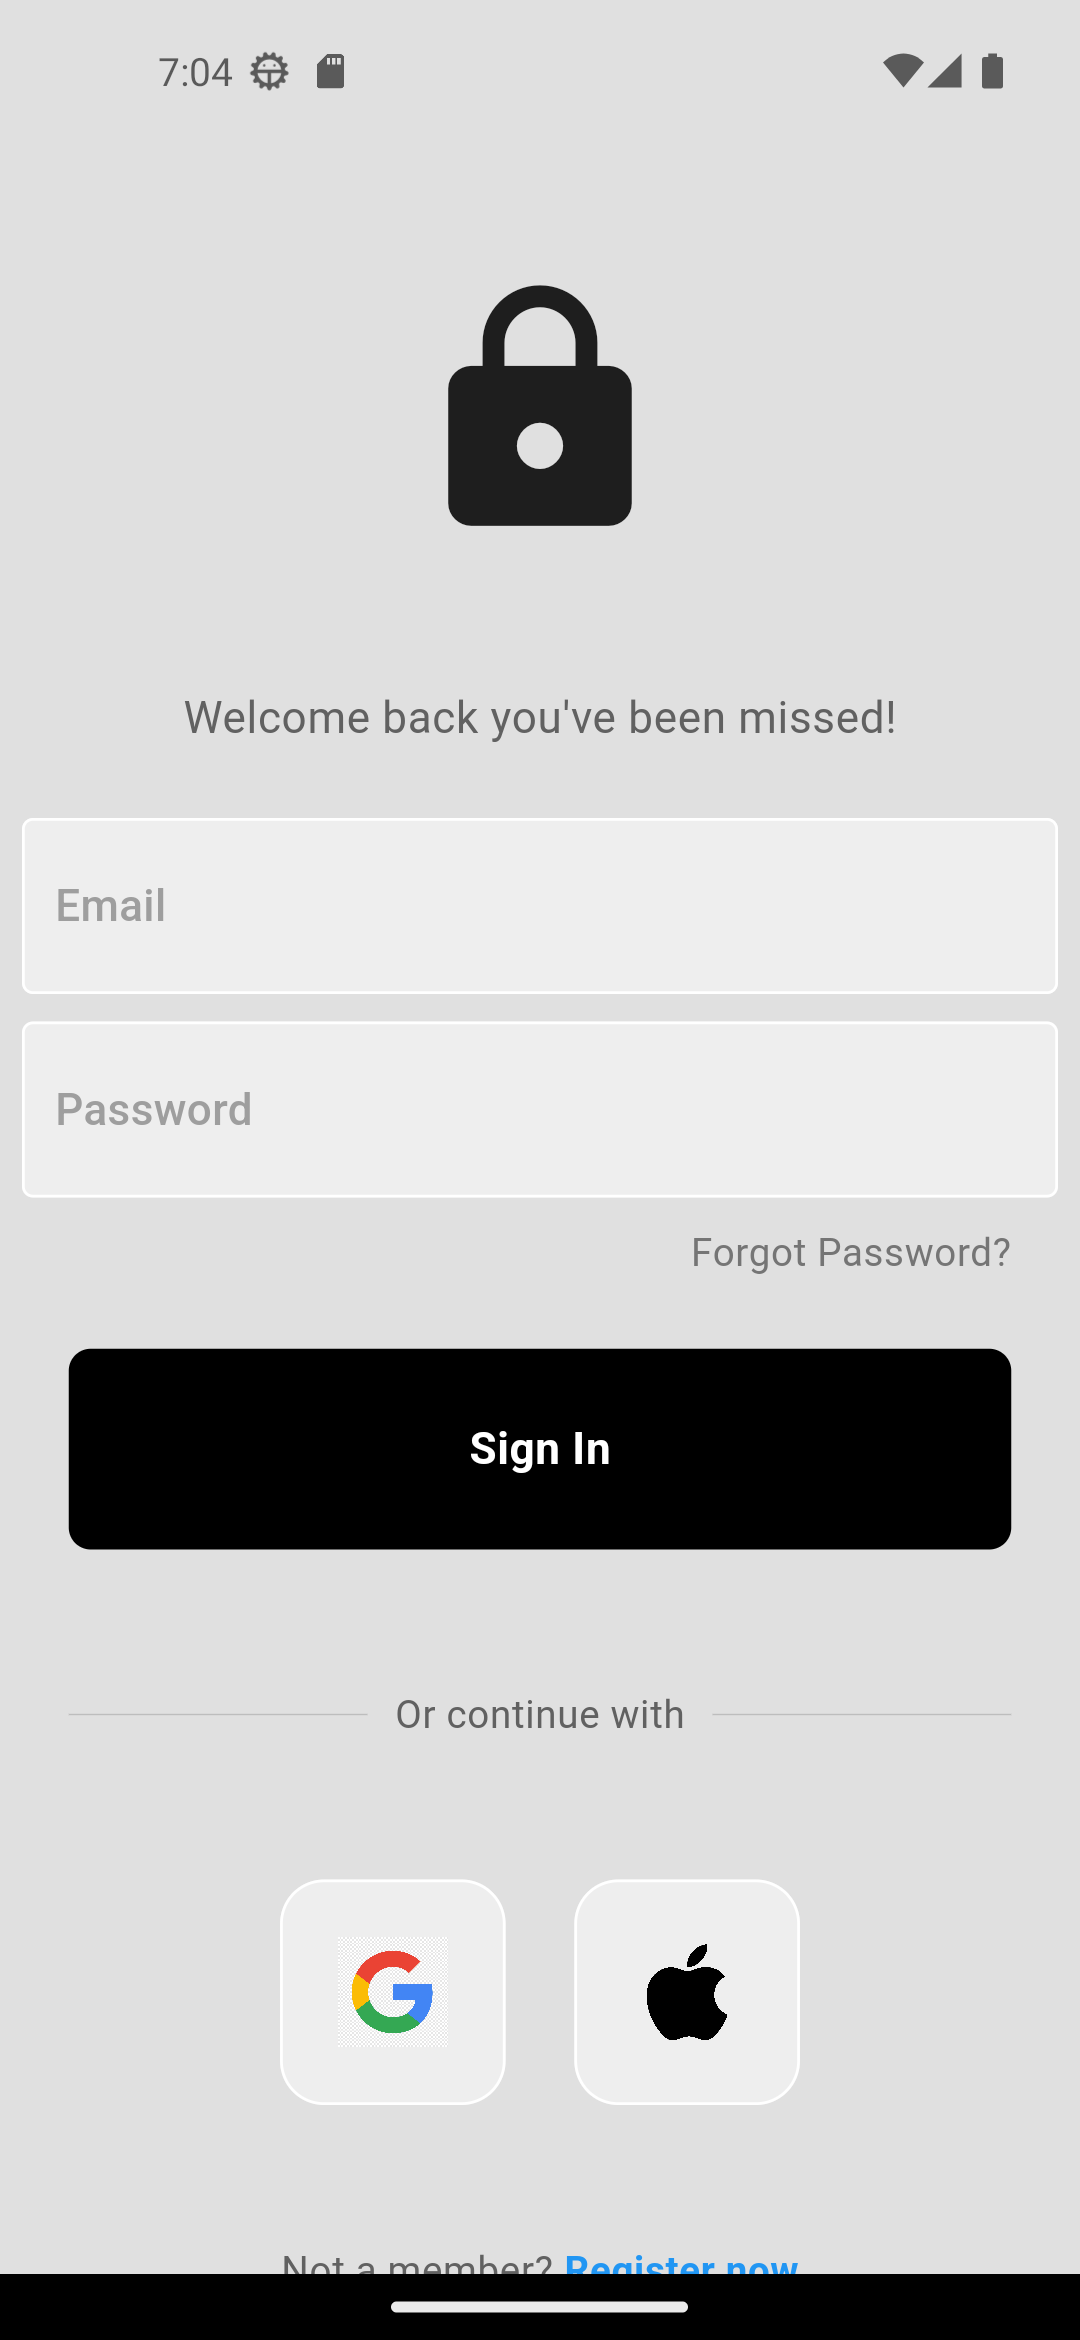 7:04
Welcome back you've been missed!
Email
Password
Forgot Password?
Sign In
Or continue with
Not a member? Register now